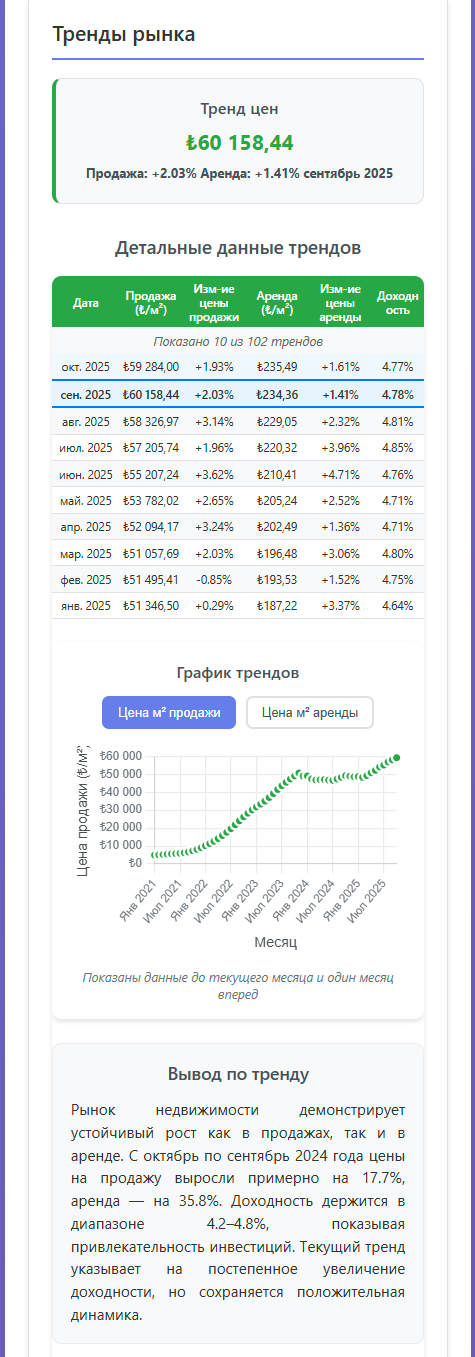 Тренды рынка
Тренд цен
₺60 158,44
Продажа: +2.03% Аренда: +1.41% сентябрь 2025
Детальные данные трендов
Дата Продажа (₺/м²) Изм-ие цены продажи Аренда (₺/м²) Изм-ие цены аренды Доходн ость
Показано 10 из 102 трендов
окт. 2025 ₺59 284,00 +1.93% ₺235,49 +1.61% 4.77%
сен. 2025 ₺60 158,44 +2.03% ₺234,36 +1.41% 4.78%
авг. 2025 ₺58 326,97 +3.14% ₺229,05 +2.32% 4.81%
июл. 2025 ₺57 205,74 +1.96% ₺220,32 +3.96% 4.85%
июн. 2025 ₺55 207,24 +3.62% ₺210,41 +4.71% 4.76%
май. 2025 ₺53 782,02 +2.65% ₺205,24 +2.52% 4.71%
апр. 2025 ₺52 094,17 +3.24% ₺202,49 +1.36% 4.71%
мар. 2025 ₺51 057,69 +2.03% ₺196,48 +3.06% 4.80%
фев. 2025 ₺51 495,41 -0.85% ₺193,53 +1.52% 4.75%
янв. 2025 ₺51 346,50 +0.29% ₺187,22 +3.37% 4.64%
График трендов
Цена м² продажи Цена м² аренды
Цена продажи (₺/м²)
₺60 000
₺50 000
₺40 000
₺30 000
₺20 000
₺10 000
₺0
Янв 2021 Июл 2021 Янв 2022 Июл 2022 Янв 2023 Июл 2023 Янв 2024 Июл 2024 Янв 2025 Июл 2025
Месяц
Показаны данные до текущего месяца и один месяц
вперед
Вывод по тренду
Рынок недвижимости демонстрирует
устойчивый рост как в продажах, так и в
аренде. С октябрь по сентябрь 2024 года цены
на продажу выросли примерно на 17.7%,
аренда — на 35.8%. Доходность держится в
диапазоне 4.2–4.8%, показывая
привлекательность инвестиций. Текущий тренд
указывает на постепенное увеличение
доходности, но сохраняется положительная
динамика.